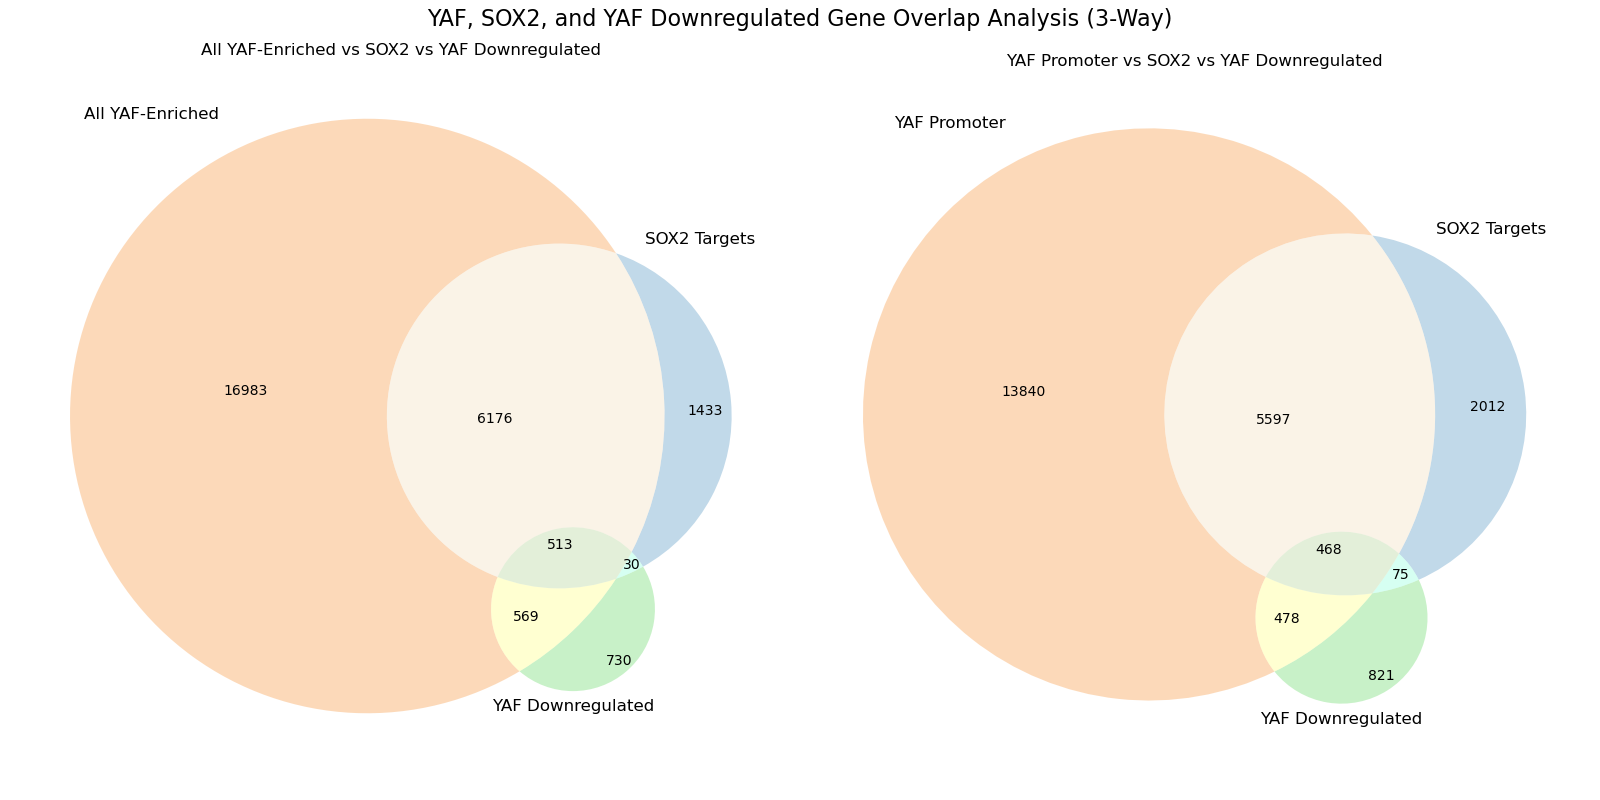 YAF, SOX2, and YAF Downregulated Gene Overlap Analysis (3-Way)
All YAF-Enriched vs SOX2 vs YAF Downregulated
All YAF-Enriched
SOX2 Targets
16983
6176
1433
513
30
569
730
YAF Downregulated
YAF Promoter vs SOX2 vs YAF Downregulated
YAF Promoter
SOX2 Targets
13840
5597
2012
468
75
478
821
YAF Downregulated